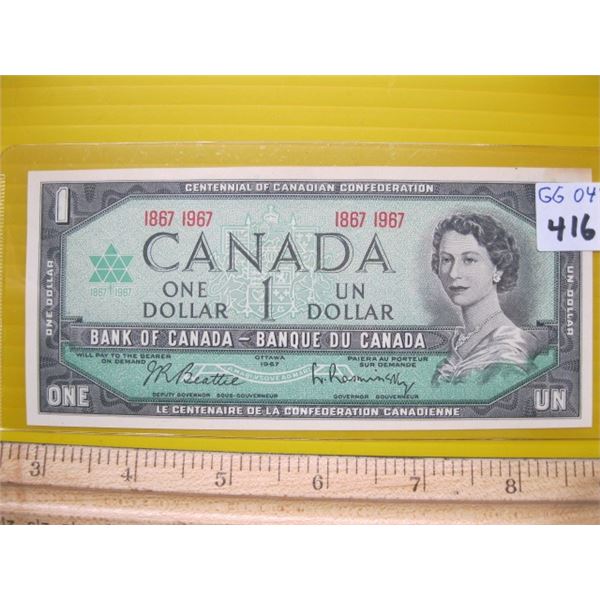 CENTENNIAL OF CANADIAN CONFEDERATION
1
1867 1967
1867 1967
GG 04
416
CANADA
1867 1967
ONE DOLLAR
1
UN DOLLAR
ONE DOLLAR
UN DOLLAR
BANK OF CANADA – BANQUE DU CANADA
WILL PAY TO THE BEARER ON DEMAND
OTTAWA
1967
PAIERA AU PORTEUR SUR DEMANDE
J.R. Beattie
L. Rasminsky
DEPUTY GOVERNOR SOUS-GOUVERNEUR
GOVERNOR GOUVERNEUR
ONE
UN
LE CENTENAIRE DE LA CONFÉDÉRATION CANADIENNE
3 4 5 6 7 8